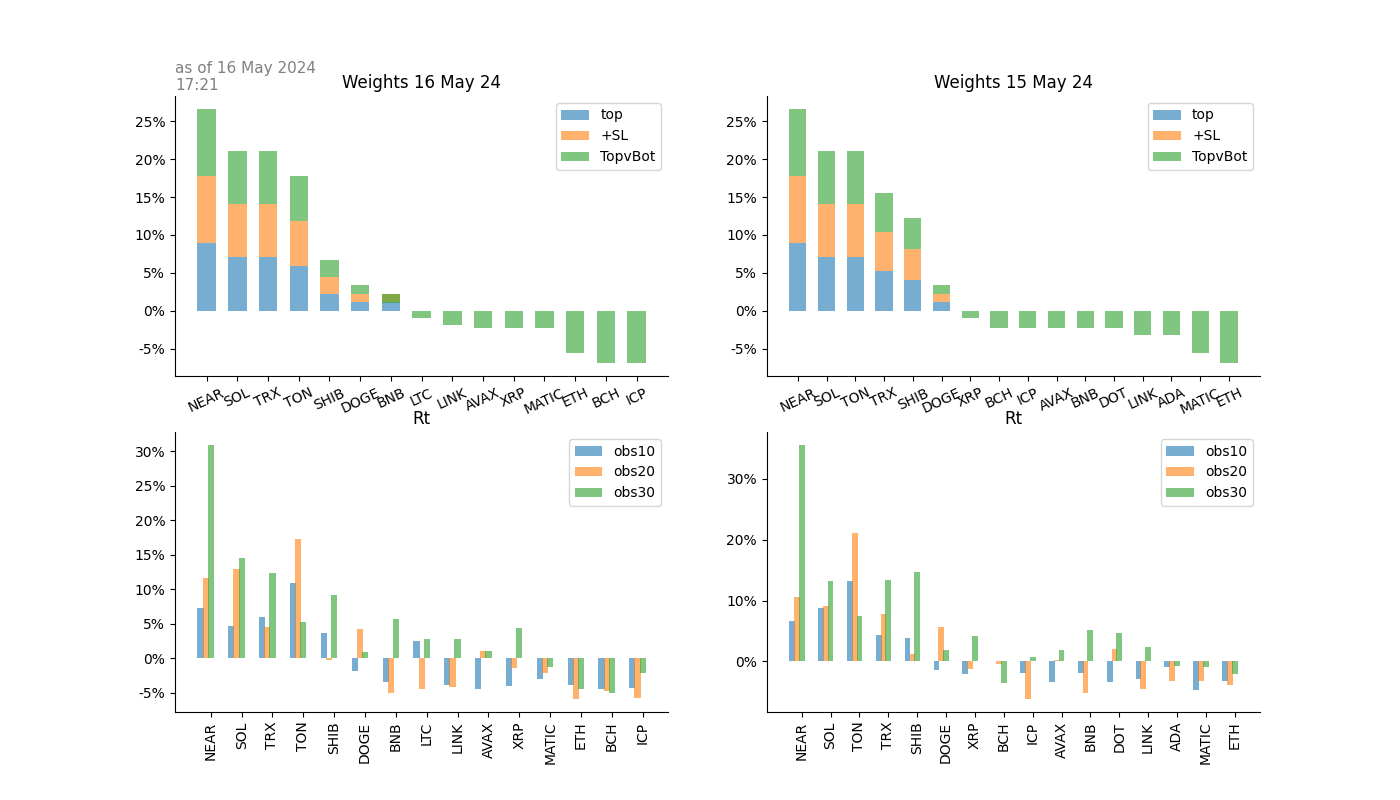 as of 16 May 2024
17:21
Weights 16 May 24
25%
20%
15%
10%
5%
0%
-5%
top
+SL
TopvBot
NEAR SOL TRX TON SHIB DOGE BNB LTC LINK AVAX XRP MATIC ETH BCH ICP
Weights 15 May 24
25%
20%
15%
10%
5%
0%
-5%
top
+SL
TopvBot
NEAR SOL TON TRX SHIB DOGE XRP BCH ICP AVAX BNB DOT LINK ADA MATIC ETH
Rt
30%
25%
20%
15%
10%
5%
0%
-5%
obs10
obs20
obs30
NEAR SOL TRX TON SHIB DOGE BNB LTC LINK AVAX XRP MATIC ETH BCH ICP
Rt
30%
20%
10%
0%
obs10
obs20
obs30
NEAR SOL TON TRX SHIB DOGE XRP BCH ICP AVAX BNB DOT LINK ADA MATIC ETH